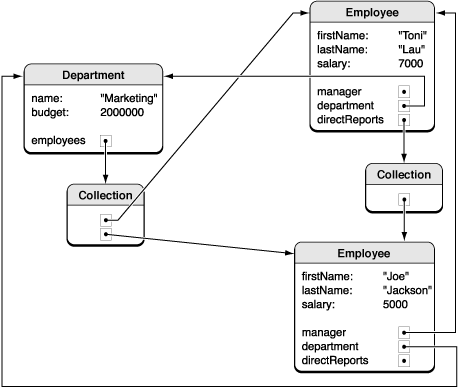 Employee
firstName: "Toni"
lastName: "Lau"
salary: 7000
manager
department
directReports
Department
name: "Marketing"
budget: 2000000
employees
Collection
Collection
Employee
firstName: "Joe"
lastName: "Jackson"
salary: 5000
manager
department
directReports